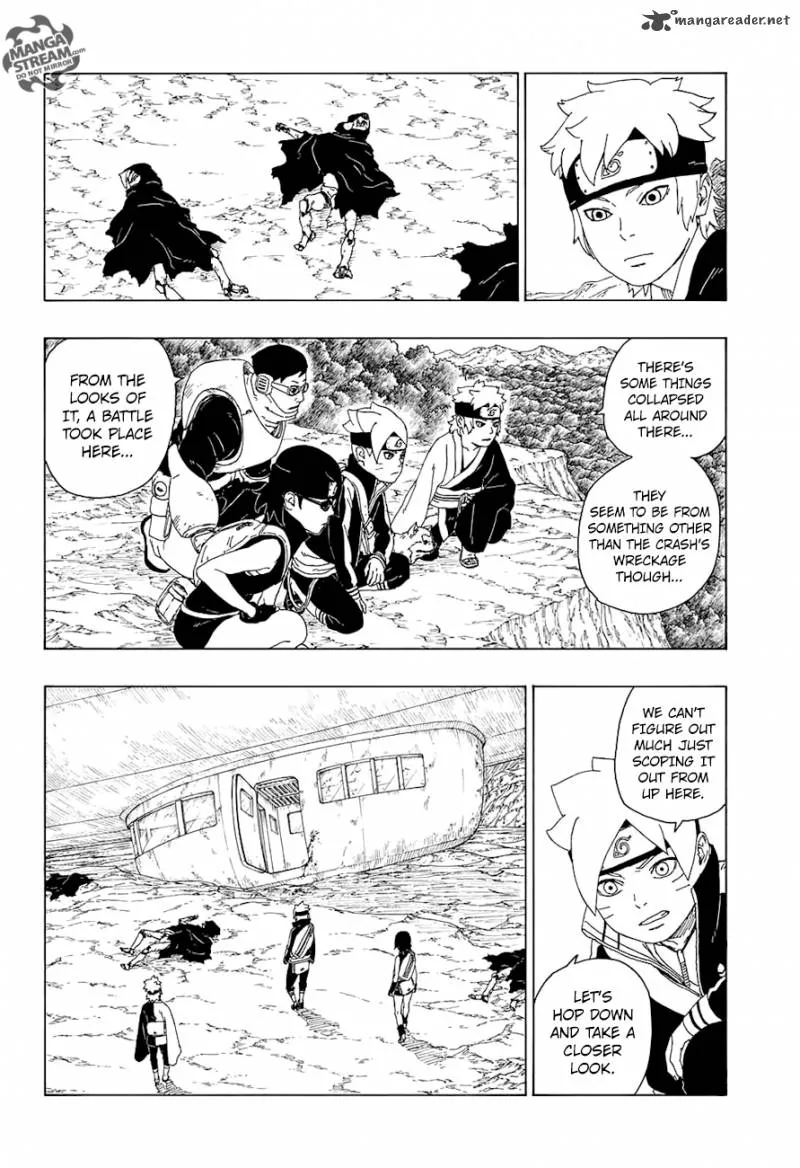 MANGA
STREAM.com
DO NOT MIRROR
mangareader.net
THERE'S
SOME THINGS
COLLAPSED
ALL AROUND
THERE...
THEY
SEEM TO BE FROM
SOMETHING OTHER
THAN THE CRASH'S
WRECKAGE
THOUGH...
FROM THE
LOOKS OF
IT, A BATTLE
TOOK PLACE
HERE...
WE CAN'T
FIGURE OUT
MUCH JUST
SCOPING IT
OUT FROM
UP HERE.
LET'S
HOP DOWN
AND TAKE A
CLOSER
LOOK.